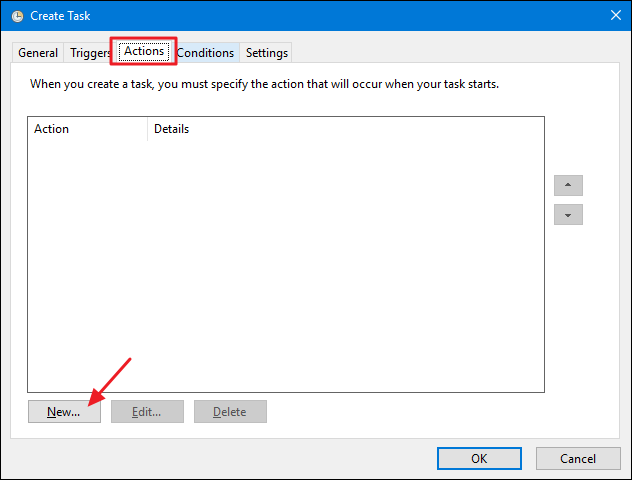 Create Task
General Triggers Actions Conditions Settings
When you create a task, you must specify the action that will occur when your task starts.
Action Details
New... Edit... Delete
OK Cancel